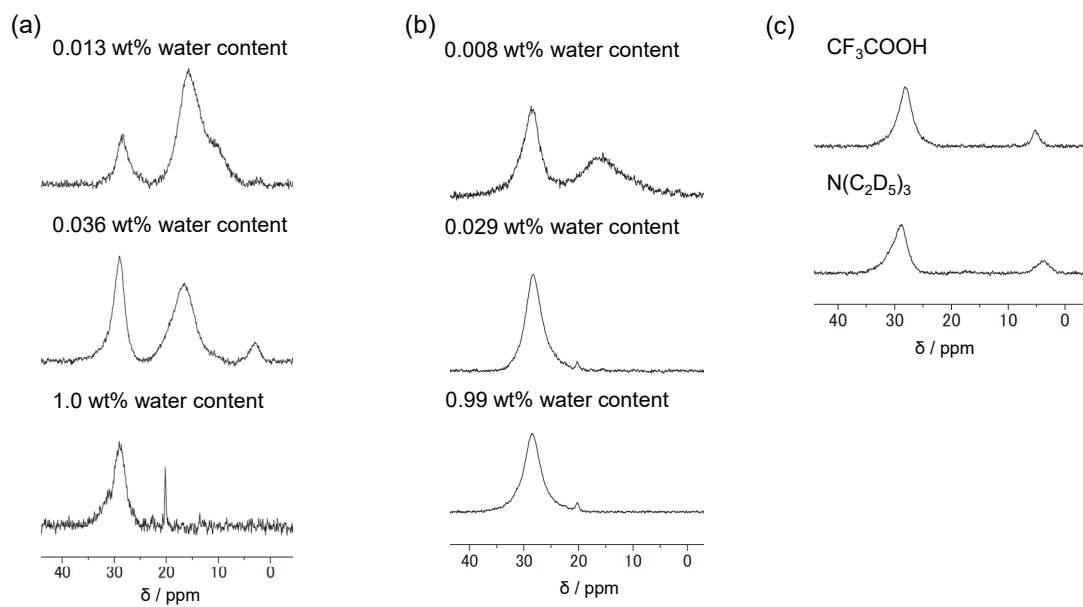 (a)
0.013 wt% water content
0.036 wt% water content
1.0 wt% water content
40 30 20 10 0
δ / ppm
(b)
0.008 wt% water content
0.029 wt% water content
0.99 wt% water content
40 30 20 10 0
δ / ppm
(c)
CF₃COOH
N(C₂D₅)₃
40 30 20 10 0
δ / ppm